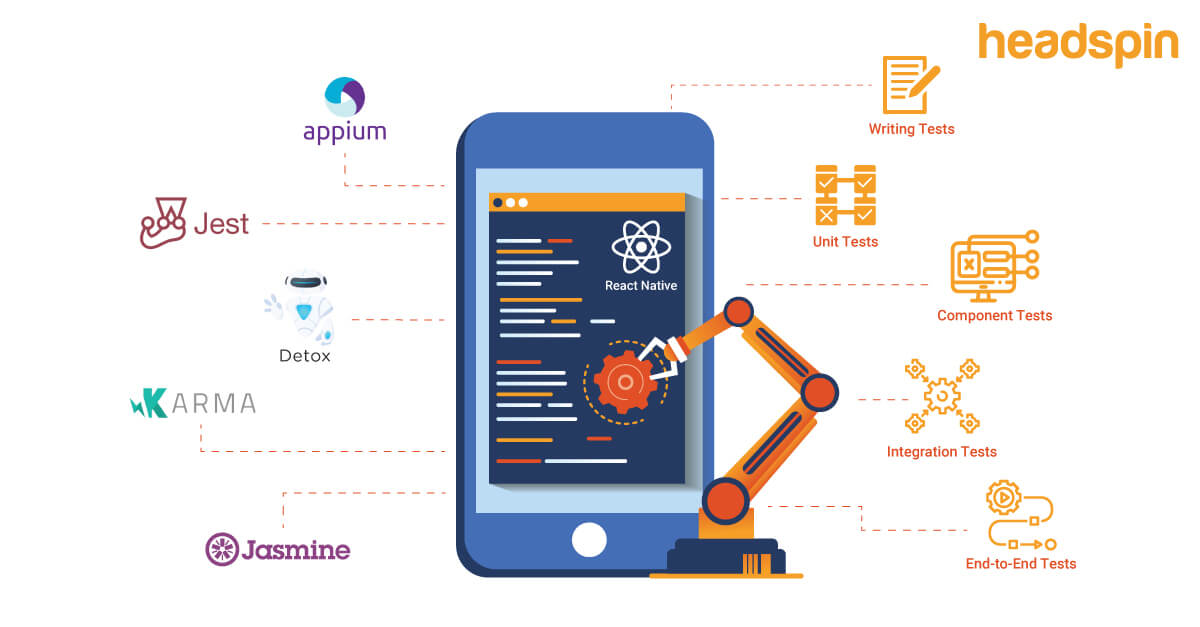 headspin
appium
Jest
Detox
KARMA
Jasmine
React Native
Writing Tests
Unit Tests
Component Tests
Integration Tests
End-to-End Tests